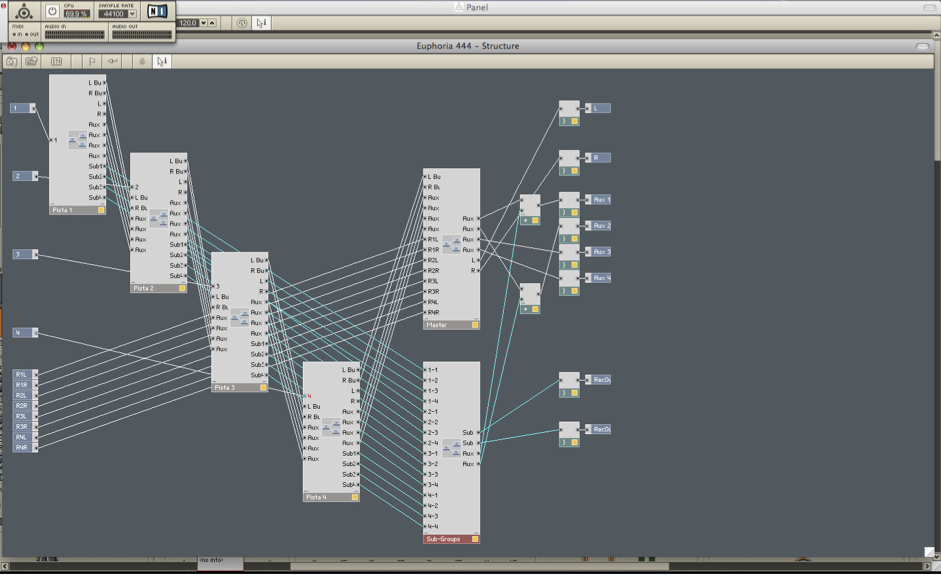 Panel
CPU
69.9 %
SAMPLE RATE
44100
MIDI
IN OUT
AUDIO IN
AUDIO OUT
120.0
Euphoria 444 - Structure
1
2
3
4
R1L
R1R
R2L
R2R
R3L
R3R
R4L
R4R
L Bu
R Bu
L
R
Aux
Aux
Aux
Aux
Sub1
Sub2
Sub3
Sub4
1
Pista 1
L Bu
R Bu
L
R
Aux
Aux
Aux
Aux
Sub1
Sub2
Sub3
Sub4
2
L Bu
R Bu
Aux
Aux
Aux
Aux
Pista 2
L Bu
R Bu
L
R
Aux
Aux
Aux
Aux
Sub1
Sub2
Sub3
Sub4
3
L Bu
R Bu
Aux
Aux
Aux
Aux
Pista 3
L Bu
R Bu
L
R
Aux
Aux
Aux
Aux
Sub1
Sub2
Sub3
Sub4
4
L Bu
R Bu
Aux
Aux
Aux
Aux
Pista 4
L Bu
R Bu
Aux
Aux
Aux
Aux
R1L
R1R
R2L
R2R
R3L
R3R
R4L
R4R
Aux
Aux
Aux
Aux
L
R
Master
1-1
1-2
1-3
1-4
2-1
2-2
2-3
2-4
3-1
3-2
3-3
3-4
4-1
4-2
4-3
4-4
Sub
Sub
Aux
Aux
Sub-Groups
+
+
L
R
Aux 1
Aux 2
Aux 3
Aux 4
RecOu
RecOu
(no info)